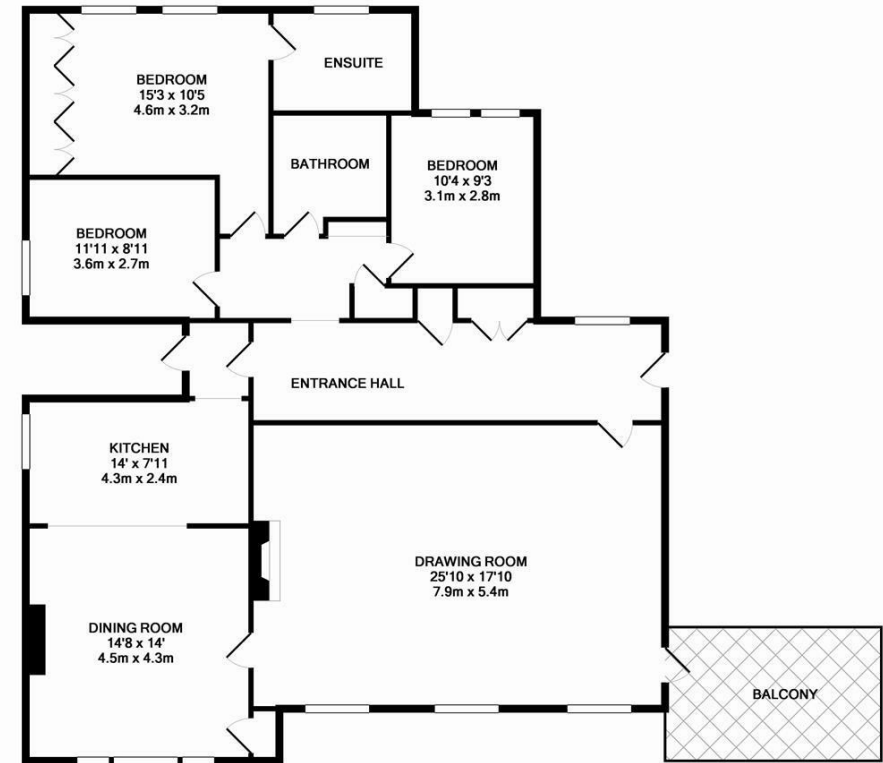 BEDROOM
15'3 x 10'5
4.6m x 3.2m
ENSUITE
BATHROOM
BEDROOM
10'4 x 9'3
3.1m x 2.8m
BEDROOM
11'11 x 8'11
3.6m x 2.7m
ENTRANCE HALL
KITCHEN
14' x 7'11
4.3m x 2.4m
DRAWING ROOM
25'10 x 17'10
7.9m x 5.4m
DINING ROOM
14'8 x 14'
4.5m x 4.3m
BALCONY